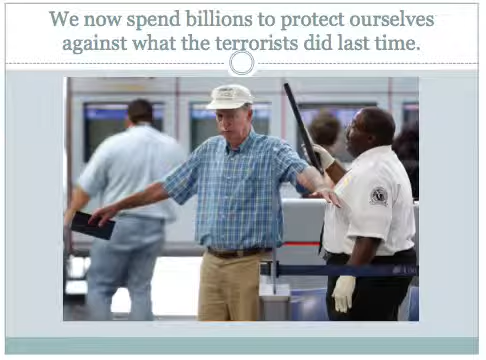 We now spend billions to protect ourselves
against what the terrorists did last time.